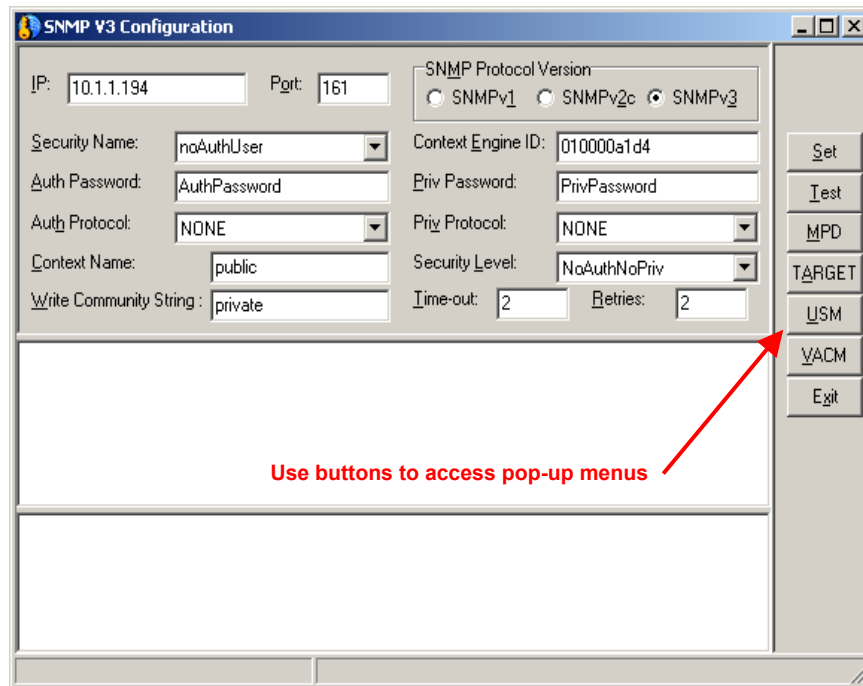 SNMP V3 Configuration
IP: 10.1.1.194 Port: 161
SNMP Protocol Version
SNMPv1 SNMPv2c SNMPv3
Security Name: noAuthUser Context Engine ID: 010000a1d4
Auth Password: AuthPassword Priv Password: PrivPassword
Auth Protocol: NONE Priv Protocol: NONE
Context Name: public Security Level: NoAuthNoPriv
Write Community String : private Time-out: 2 Retries: 2
Set
Test
MPD
TARGET
USM
VACM
Exit
Use buttons to access pop-up menus